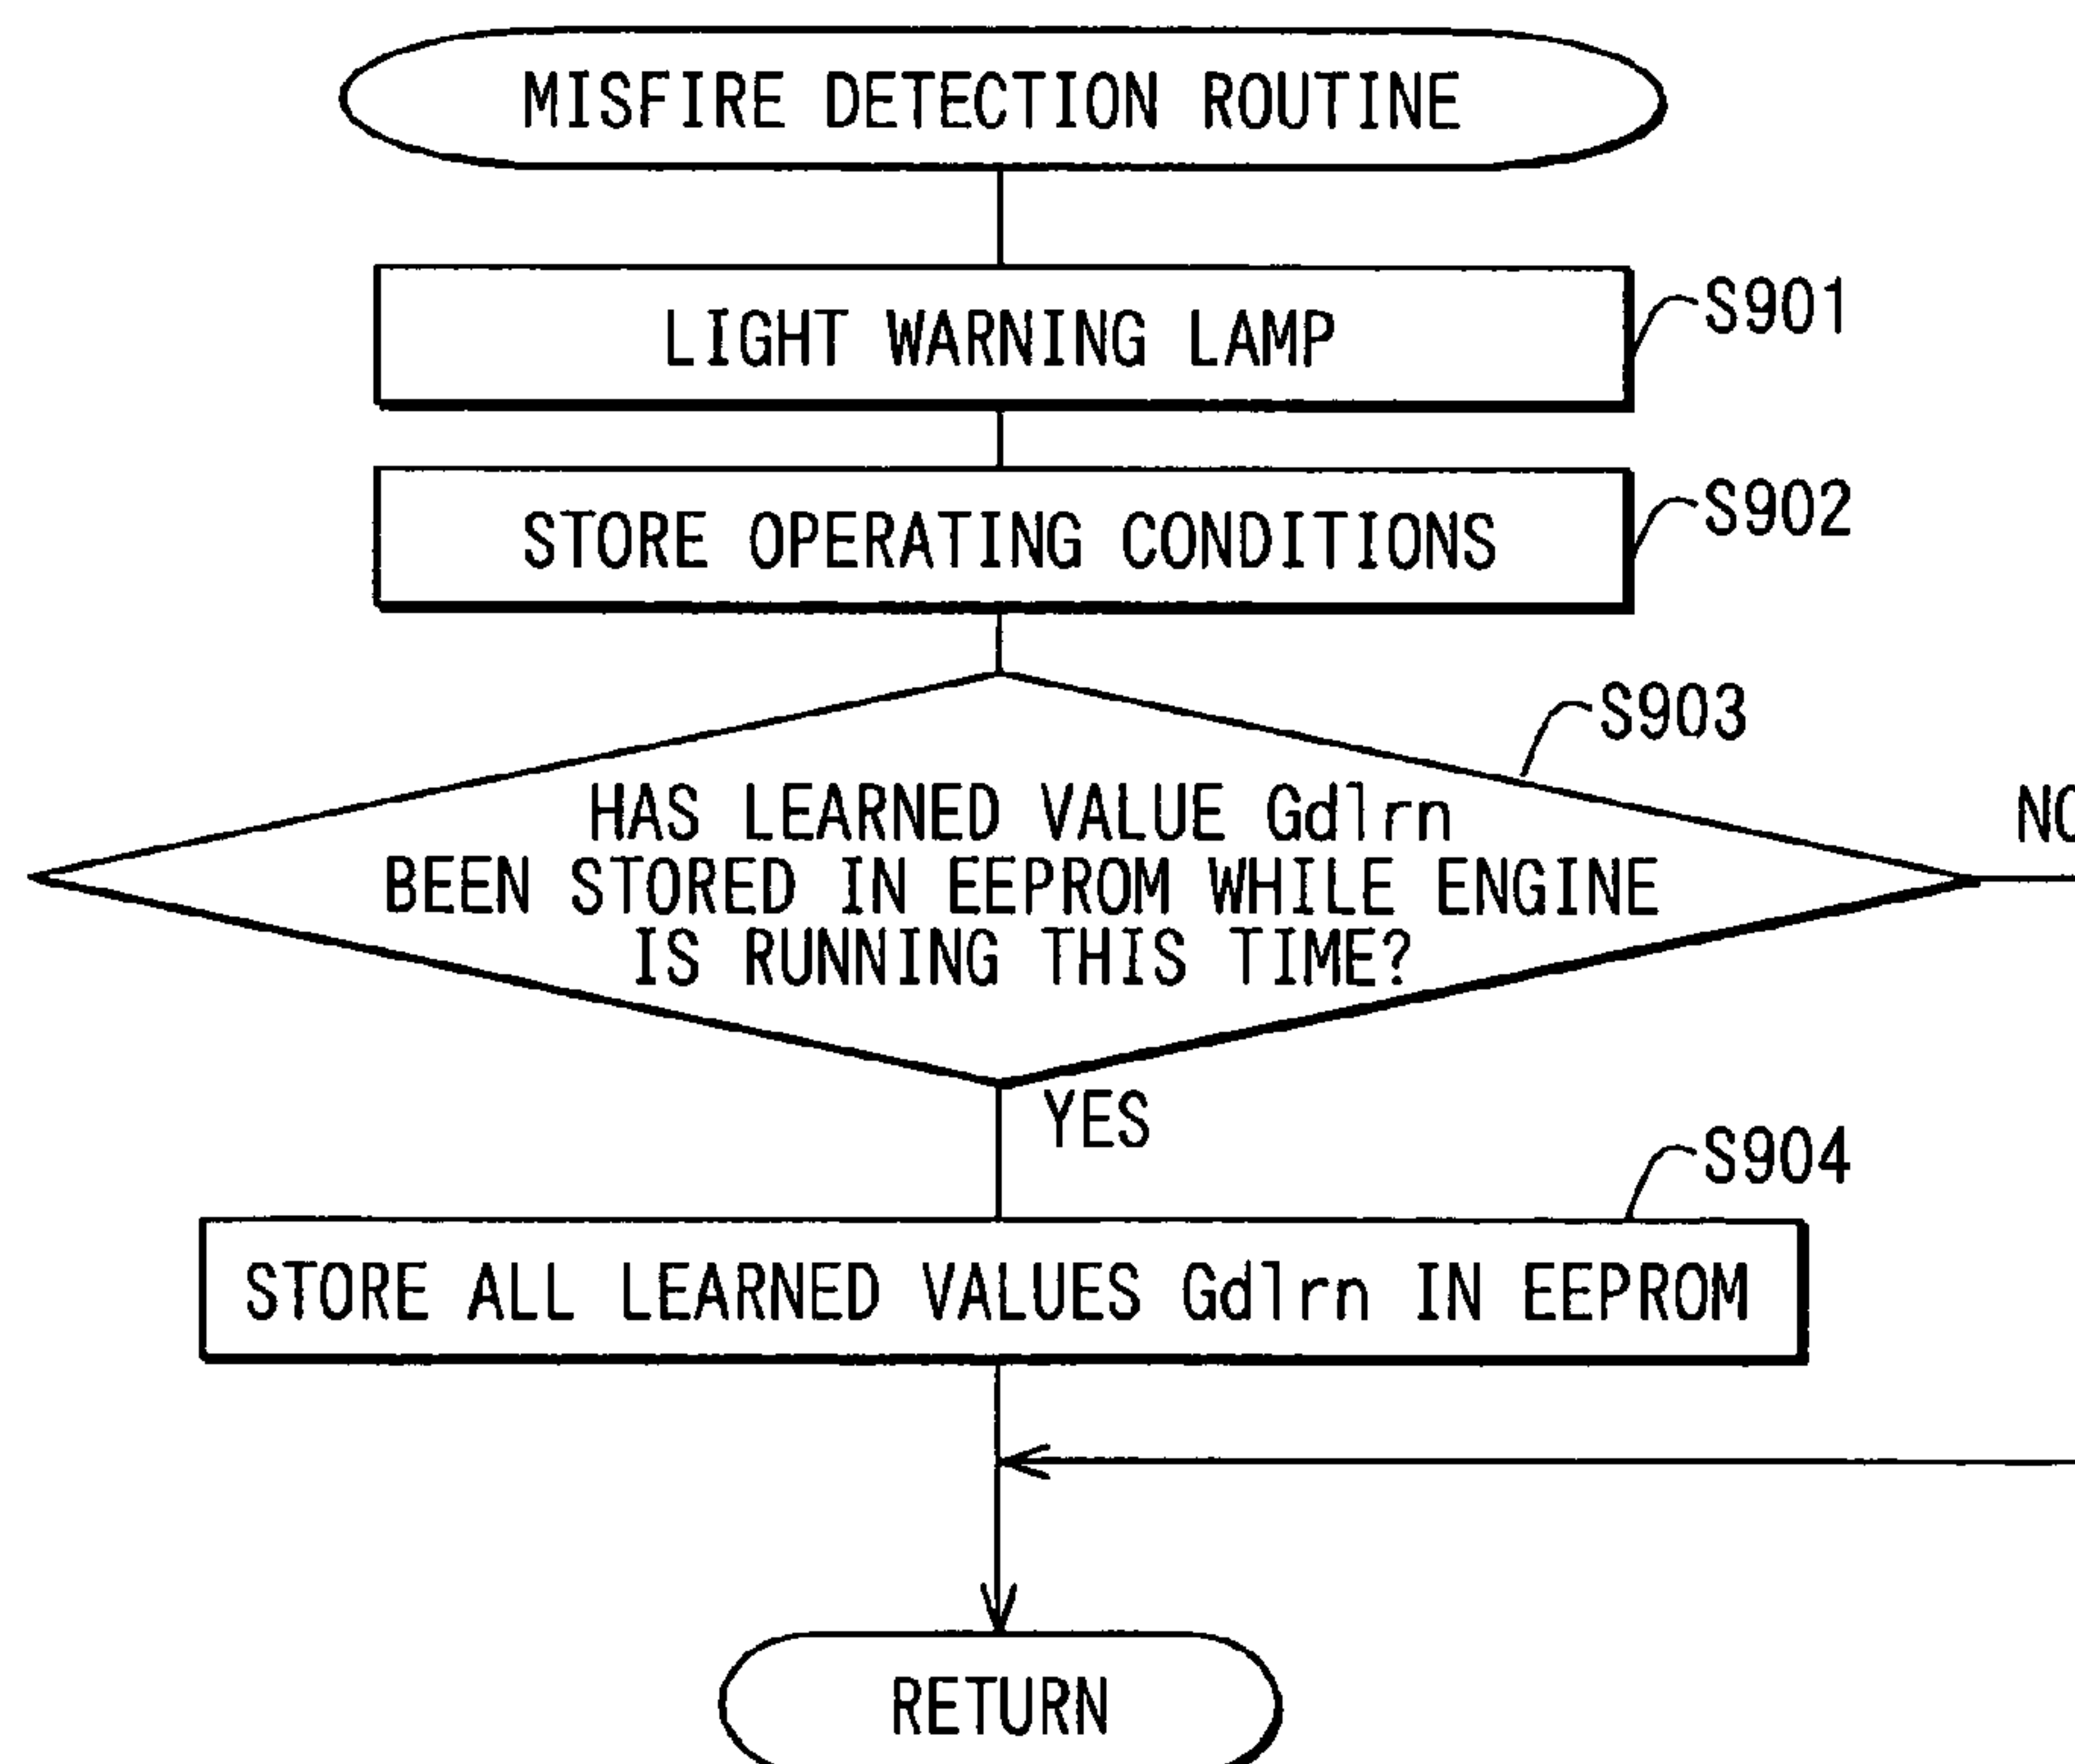 MISFIRE DETECTION ROUTINE
LIGHT WARNING LAMP
S901
STORE OPERATING CONDITIONS
S902
S903
HAS LEARNED VALUE Gdlrn
BEEN STORED IN EEPROM WHILE ENGINE
IS RUNNING THIS TIME?
NO
YES
S904
STORE ALL LEARNED VALUES Gdlrn IN EEPROM
RETURN